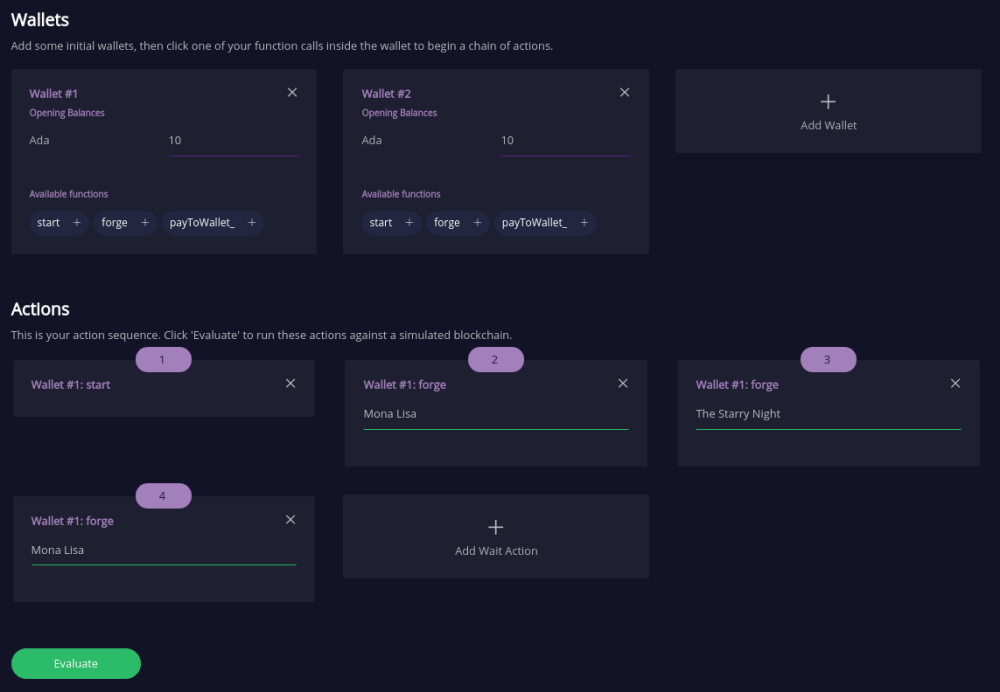 Wallets
Add some initial wallets, then click one of your function calls inside the wallet to begin a chain of actions.
Wallet #1
Opening Balances
Ada 10
Available functions
start + forge + payToWallet_ +
Wallet #2
Opening Balances
Ada 10
Available functions
start + forge + payToWallet_ +
Add Wallet
Actions
This is your action sequence. Click 'Evaluate' to run these actions against a simulated blockchain.
1
Wallet #1: start
2
Wallet #1: forge
Mona Lisa
3
Wallet #1: forge
The Starry Night
4
Wallet #1: forge
Mona Lisa
Add Wait Action
Evaluate